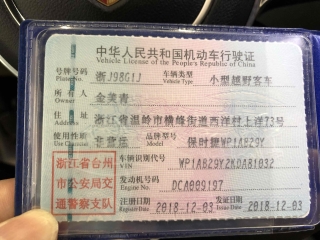 中华人民共和国机动车行驶证
Vehicle License of the People's Republic of China
号牌号码 浙J98G1J 车辆类型 小型越野客车
Plate No. Vehicle Type
所有人 金美青
Owner
住址 浙江省温岭市横峰街道西洋村上洋73号
Address
使用性质 非营运 品牌型号 保时捷WP1AB29Y
Use Character Model
浙江省台州
市公安局交
通警察支队
车辆识别代号 WP1AB29Y2KDA81032
VIN
发动机号码 DCA009197
Engine No.
注册日期 2018-12-03 发证日期 2018-12-03
Register Date Issue Date